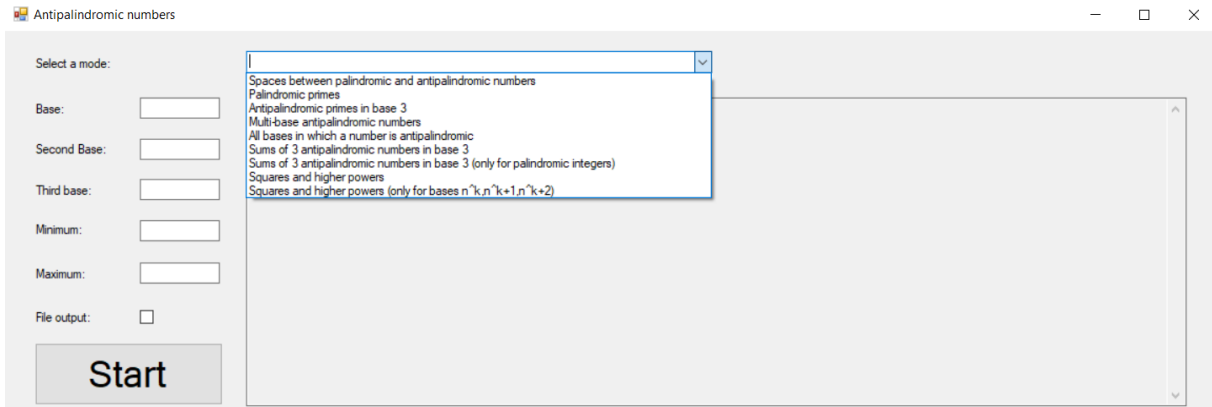 Antipalindromic numbers
Select a mode:
Spaces between palindromic and antipalindromic numbers
Palindromic primes
Antipalindromic primes in base 3
Multi-base antipalindromic numbers
All bases in which a number is antipalindromic
Sums of 3 antipalindromic numbers in base 3
Sums of 3 antipalindromic numbers in base 3 (only for palindromic integers)
Squares and higher powers
Squares and higher powers (only for bases n^k,n^k+1,n^k+2)
Base:
Second Base:
Third base:
Minimum:
Maximum:
File output:
Start